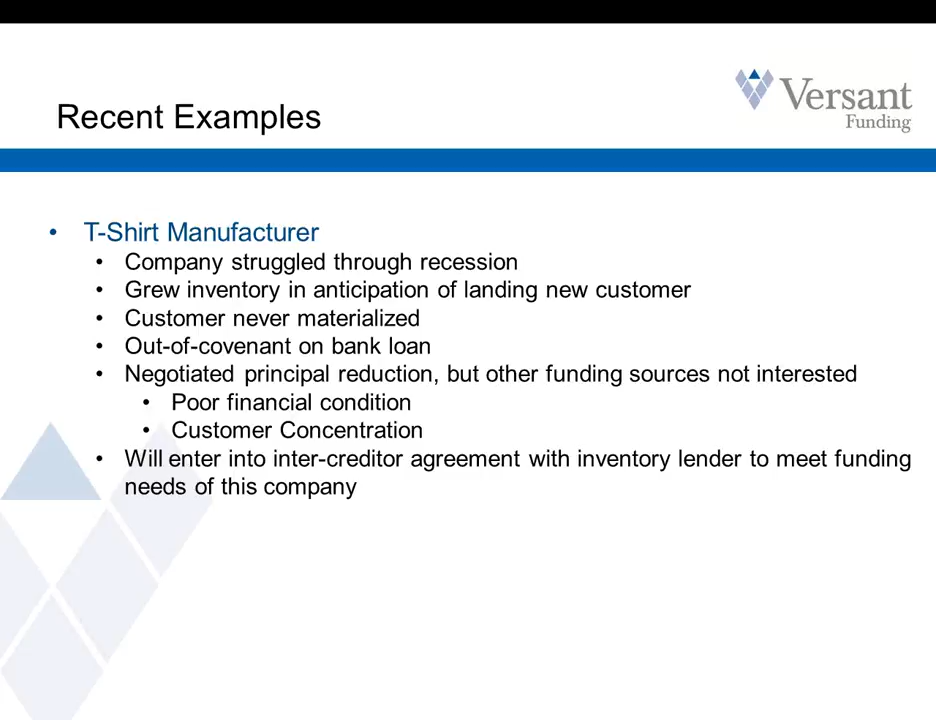 Versant
Funding
Recent Examples
• T-Shirt Manufacturer
• Company struggled through recession
• Grew inventory in anticipation of landing new customer
• Customer never materialized
• Out-of-covenant on bank loan
• Negotiated principal reduction, but other funding sources not interested
• Poor financial condition
• Customer Concentration
• Will enter into inter-creditor agreement with inventory lender to meet funding
needs of this company